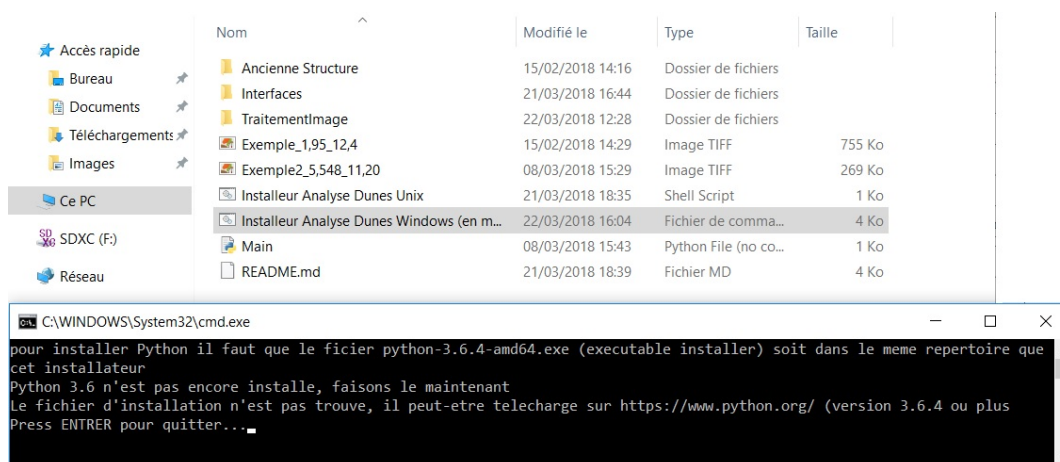 Nom Modifié le Type Taille
Accès rapide
Bureau
Documents
Téléchargements
Images
Ce PC
SDXC (F:)
Réseau
Ancienne Structure 15/02/2018 14:16 Dossier de fichiers
Interfaces 21/03/2018 16:44 Dossier de fichiers
TraitementImage 22/03/2018 12:28 Dossier de fichiers
Exemple_1,95_12,4 15/02/2018 14:29 Image TIFF 755 Ko
Exemple2_5,548_11,20 08/03/2018 15:29 Image TIFF 269 Ko
Installeur Analyse Dunes Unix 21/03/2018 18:35 Shell Script 1 Ko
Installeur Analyse Dunes Windows (en m... 22/03/2018 16:04 Fichier de comma... 4 Ko
Main 08/03/2018 15:43 Python File (no co... 1 Ko
README.md 21/03/2018 18:39 Fichier MD 4 Ko
C:\WINDOWS\System32\cmd.exe
pour installer Python il faut que le ficier python-3.6.4-amd64.exe (executable installer) soit dans le meme repertoire que
cet installateur
Python 3.6 n'est pas encore installe, faisons le maintenant
Le fichier d'installation n'est pas trouve, il peut-etre telecharge sur https://www.python.org/ (version 3.6.4 ou plus
Press ENTRER pour quitter...